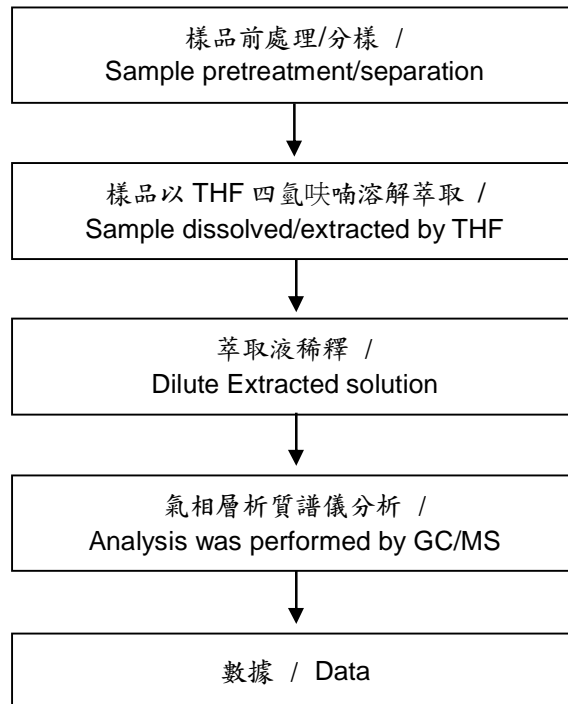 樣品前處理/分樣 /
Sample pretreatment/separation
樣品以 THF 四氫呋喃溶解萃取 /
Sample dissolved/extracted by THF
萃取液稀釋 /
Dilute Extracted solution
氣相層析質譜儀分析 /
Analysis was performed by GC/MS
數據 / Data